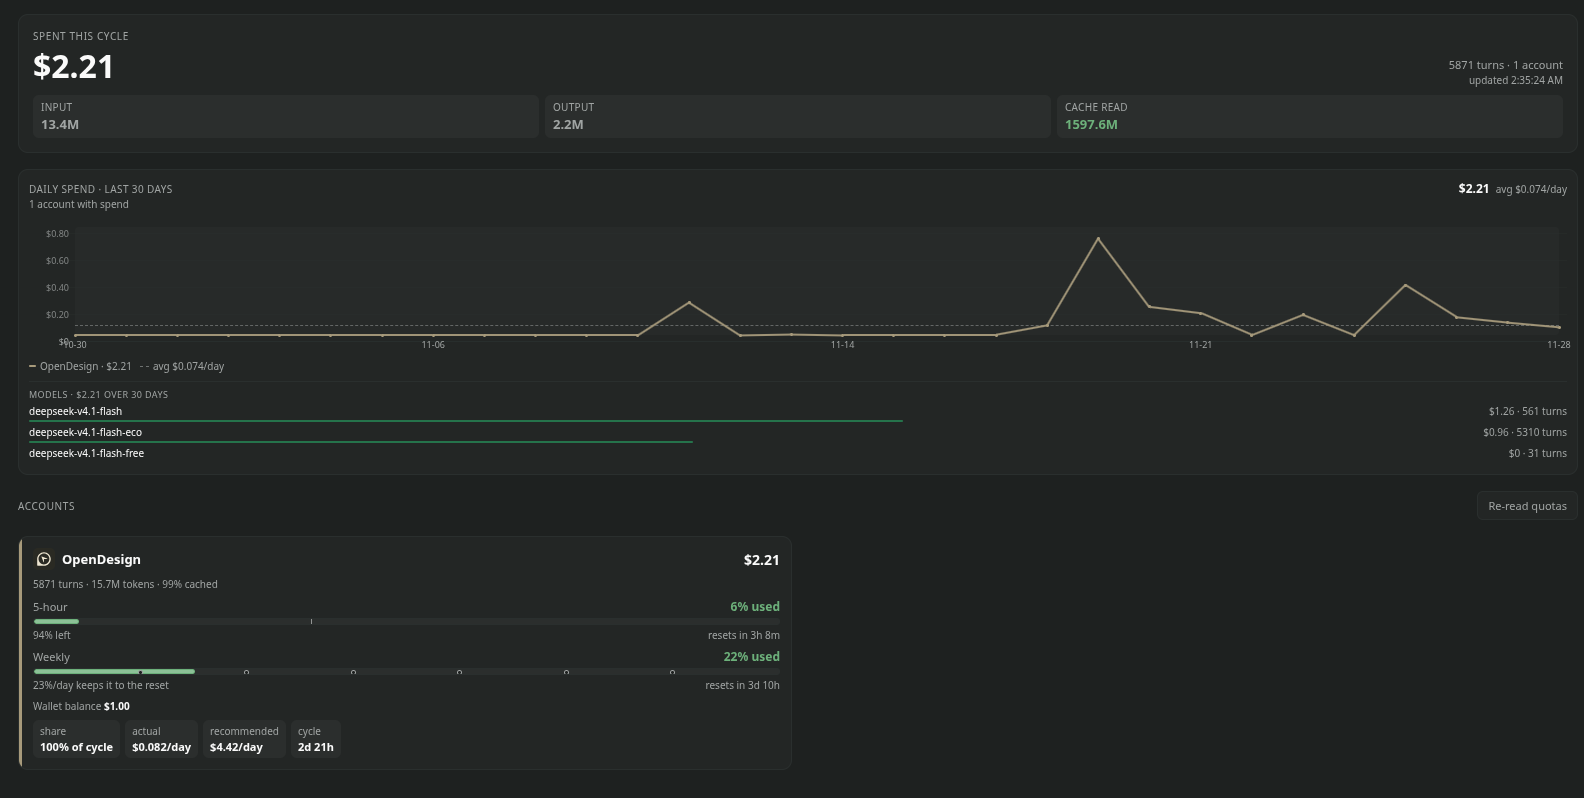 SPENT THIS CYCLE
$2.21
5871 turns · 1 account
updated 2:35:24 AM
INPUT
13.4M
OUTPUT
2.2M
CACHE READ
1597.6M
DAILY SPEND · LAST 30 DAYS
$2.21 avg $0.074/day
1 account with spend
$0.80
$0.60
$0.40
$0.20
$0
10-30 11-06 11-14 11-21 11-28
OpenDesign · $2.21 -- avg $0.074/day
MODELS · $2.21 OVER 30 DAYS
deepseek-v4.1-flash $1.26 · 561 turns
deepseek-v4.1-flash-eco $0.96 · 5310 turns
deepseek-v4.1-flash-free $0 · 31 turns
ACCOUNTS
Re-read quotas
OpenDesign $2.21
5871 turns · 15.7M tokens · 99% cached
5-hour 6% used
94% left resets in 3h 8m
Weekly 22% used
23%/day keeps it to the reset resets in 3d 10h
Wallet balance $1.00
share actual recommended cycle
100% of cycle $0.082/day $4.42/day 2d 21h